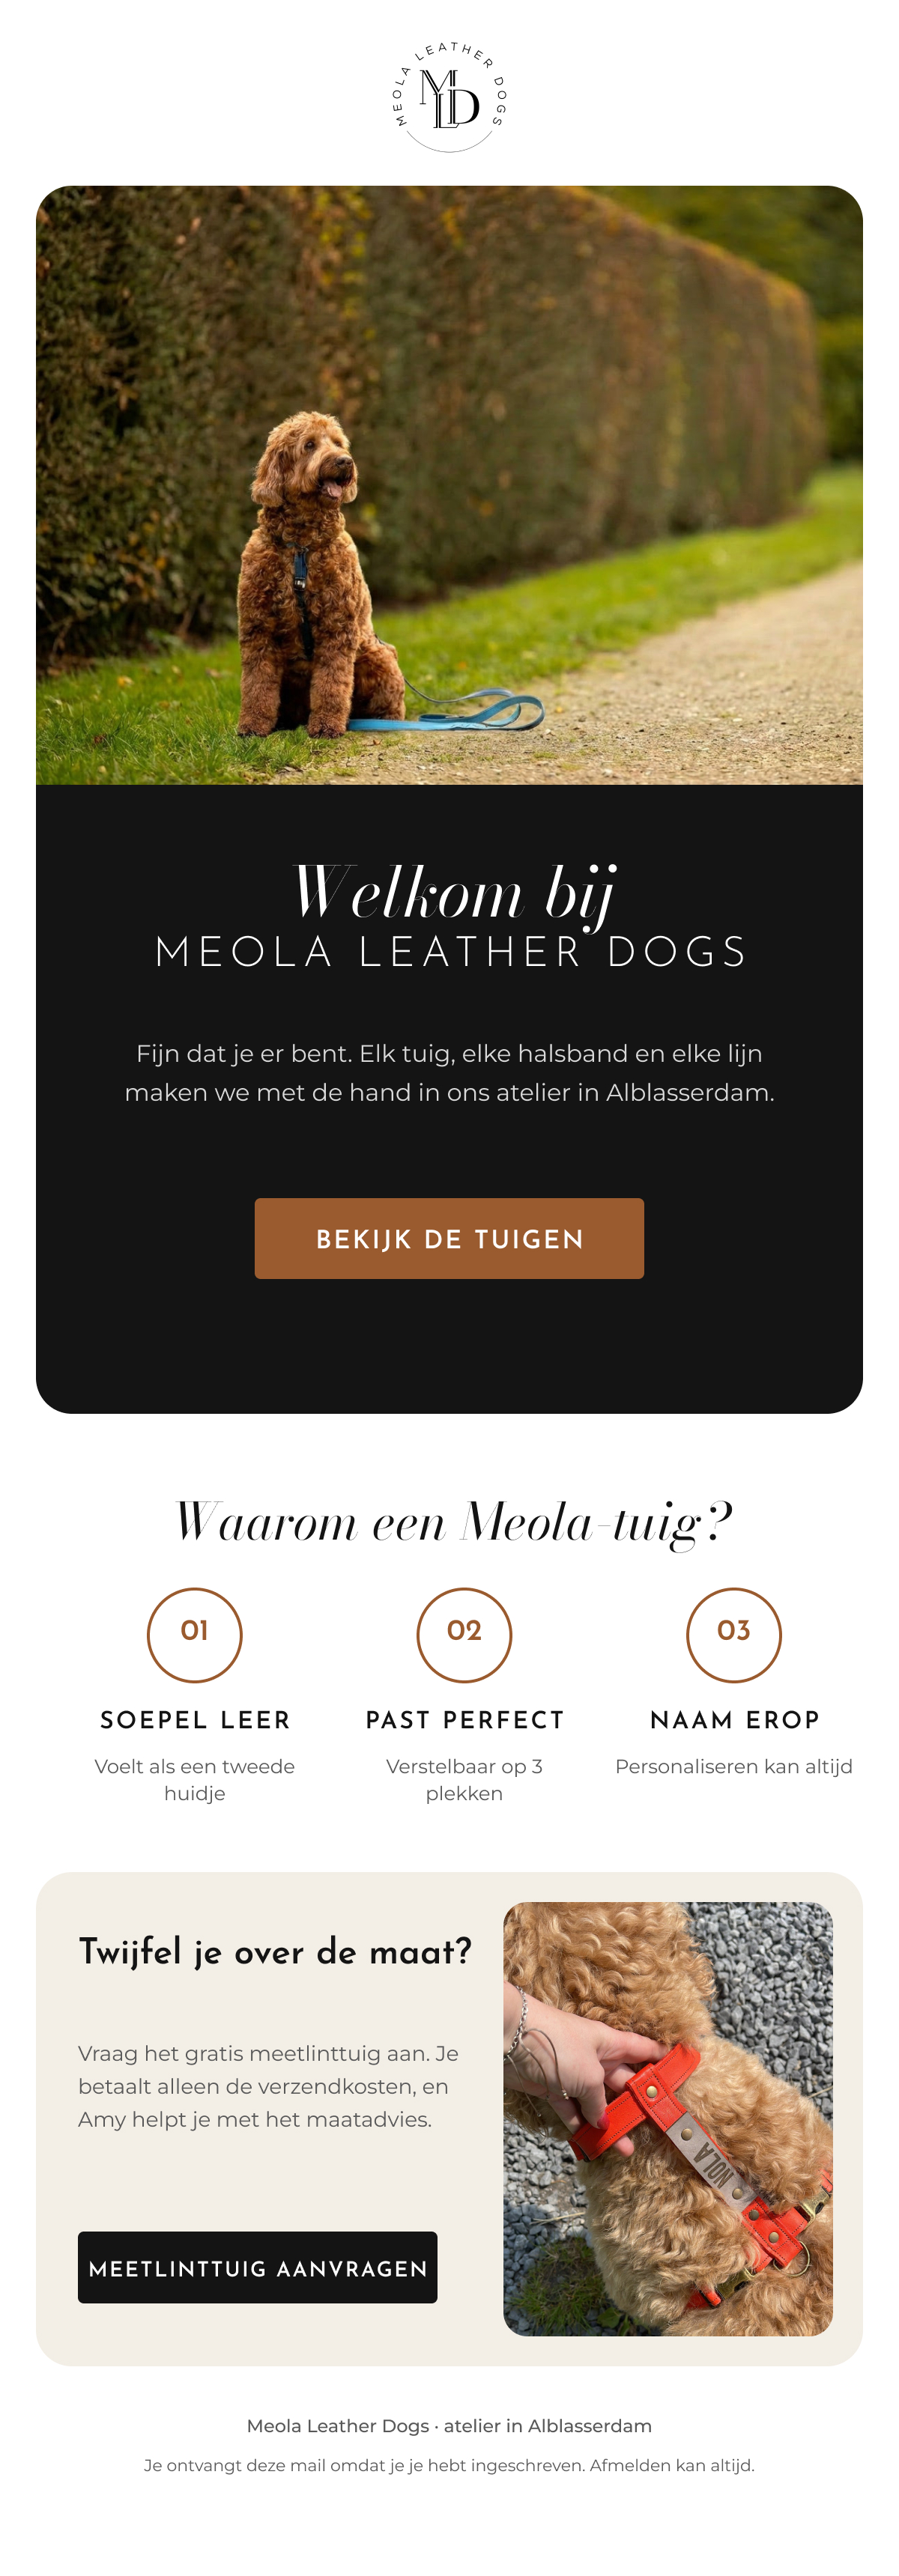 MEOLA LEATHER DOGS
MLD
Welkom bij
MEOLA LEATHER DOGS
Fijn dat je er bent. Elk tuig, elke halsband en elke lijn
maken we met de hand in ons atelier in Alblasserdam.
BEKIJK DE TUIGEN
Waarom een Meola-tuig?
01
SOEPEL LEER
Voelt als een tweede
huidje
02
PAST PERFECT
Verstelbaar op 3
plekken
03
NAAM EROP
Personaliseren kan altijd
Twijfel je over de maat?
Vraag het gratis meetlinttuig aan. Je
betaalt alleen de verzendkosten, en
Amy helpt je met het maatadvies.
MEETLINTTUIG AANVRAGEN
NOLA
Meola Leather Dogs · atelier in Alblasserdam
Je ontvangt deze mail omdat je je hebt ingeschreven. Afmelden kan altijd.